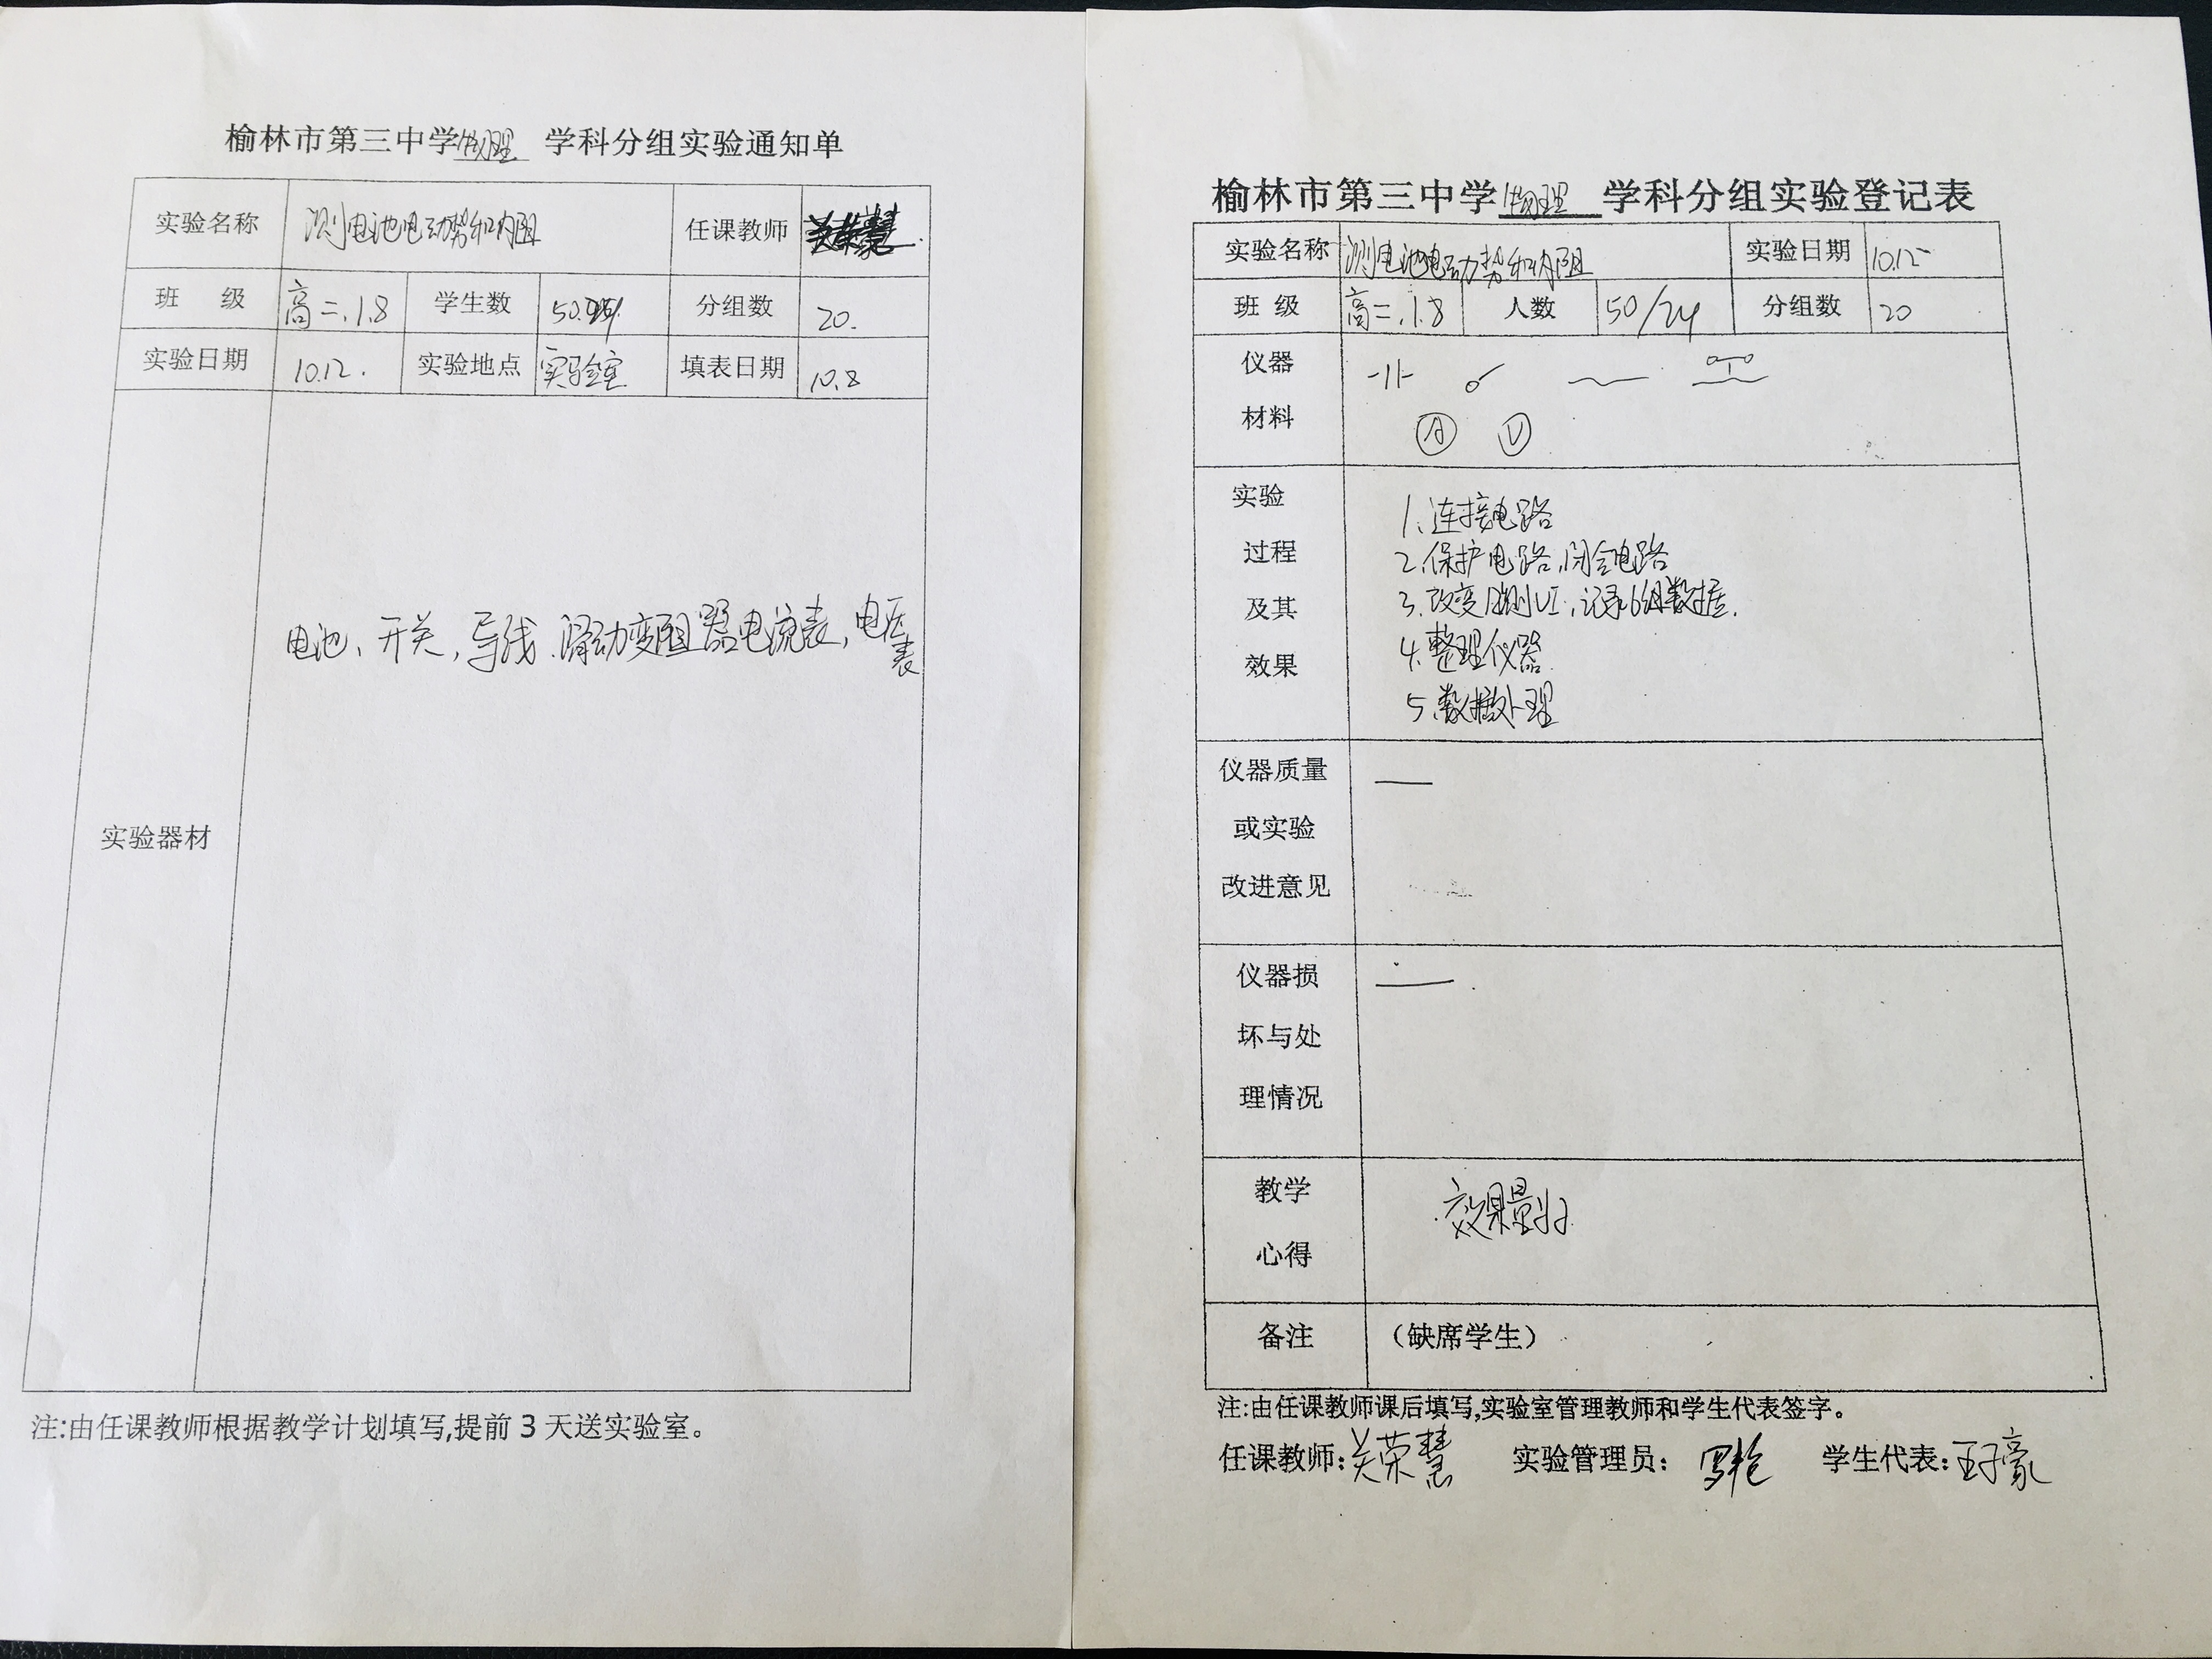 榆林市第三中学物理 学科分组实验通知单
实验名称 测电池电动势和内阻 任课教师 关荣慧
班 级 高二.1.8 学生数 50. 分组数 20.
实验日期 10.12. 实验地点 实验室 填表日期 10.8
实验器材
电池、开关,导线.滑动变阻器电流表,电压表
注:由任课教师根据教学计划填写,提前3天送实验室。
榆林市第三中学物理 学科分组实验登记表
实验名称 测电池电动势和内阻 实验日期 10.12
班 级 高二.1.8 人数 50/24 分组数 20
仪器
材料
A V
实验
过程
及其
效果
1.连接电路
2.保护电路,闭合电路
3.改变R测UI,记录6组数据.
4.整理仪器
5.数据处理
仪器质量
或实验
改进意见
仪器损
坏与处
理情况
教学
心得
效果
备注 (缺席学生)
注:由任课教师课后填写,实验室管理教师和学生代表签字。
任课教师:关荣慧 实验管理员: 学生代表:王子豪